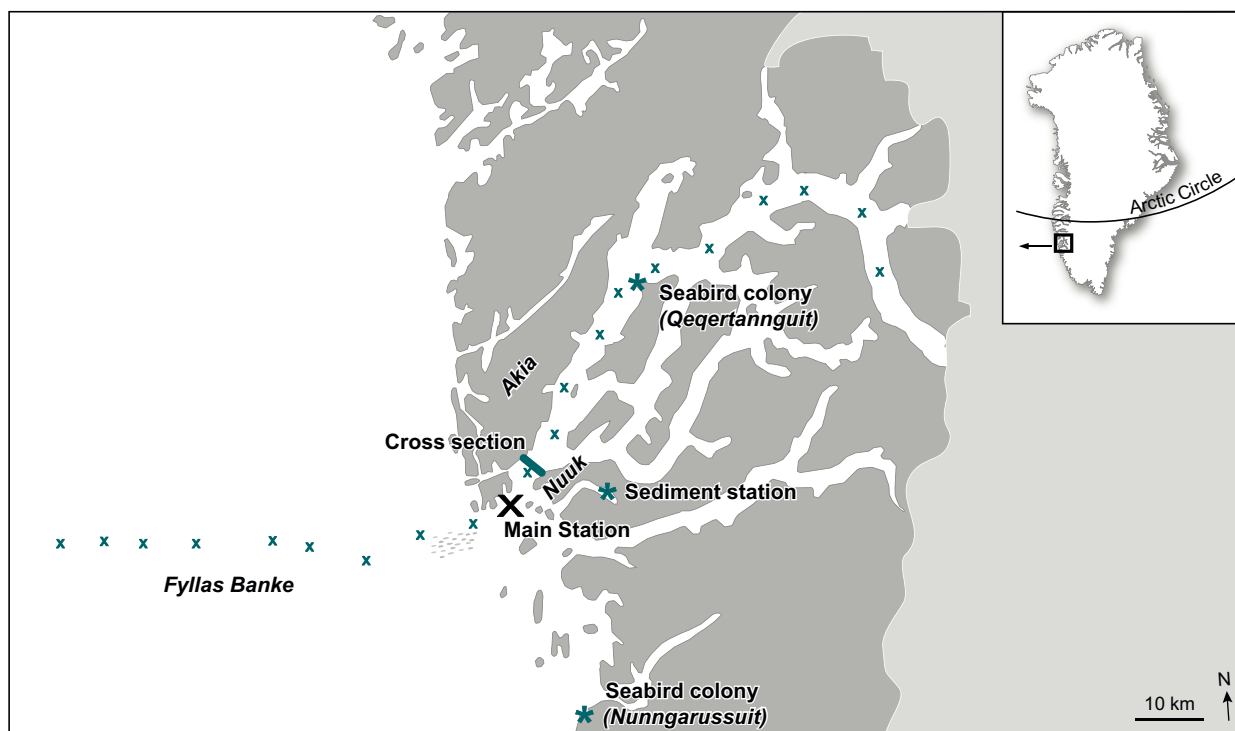 Arctic Circle
Seabird colony
(Qeqertannguit)
Akia
Cross section
Nuuk
Sediment station
Main Station
Fyllas Banke
Seabird colony
(Nunngarussuit)
N
10 km